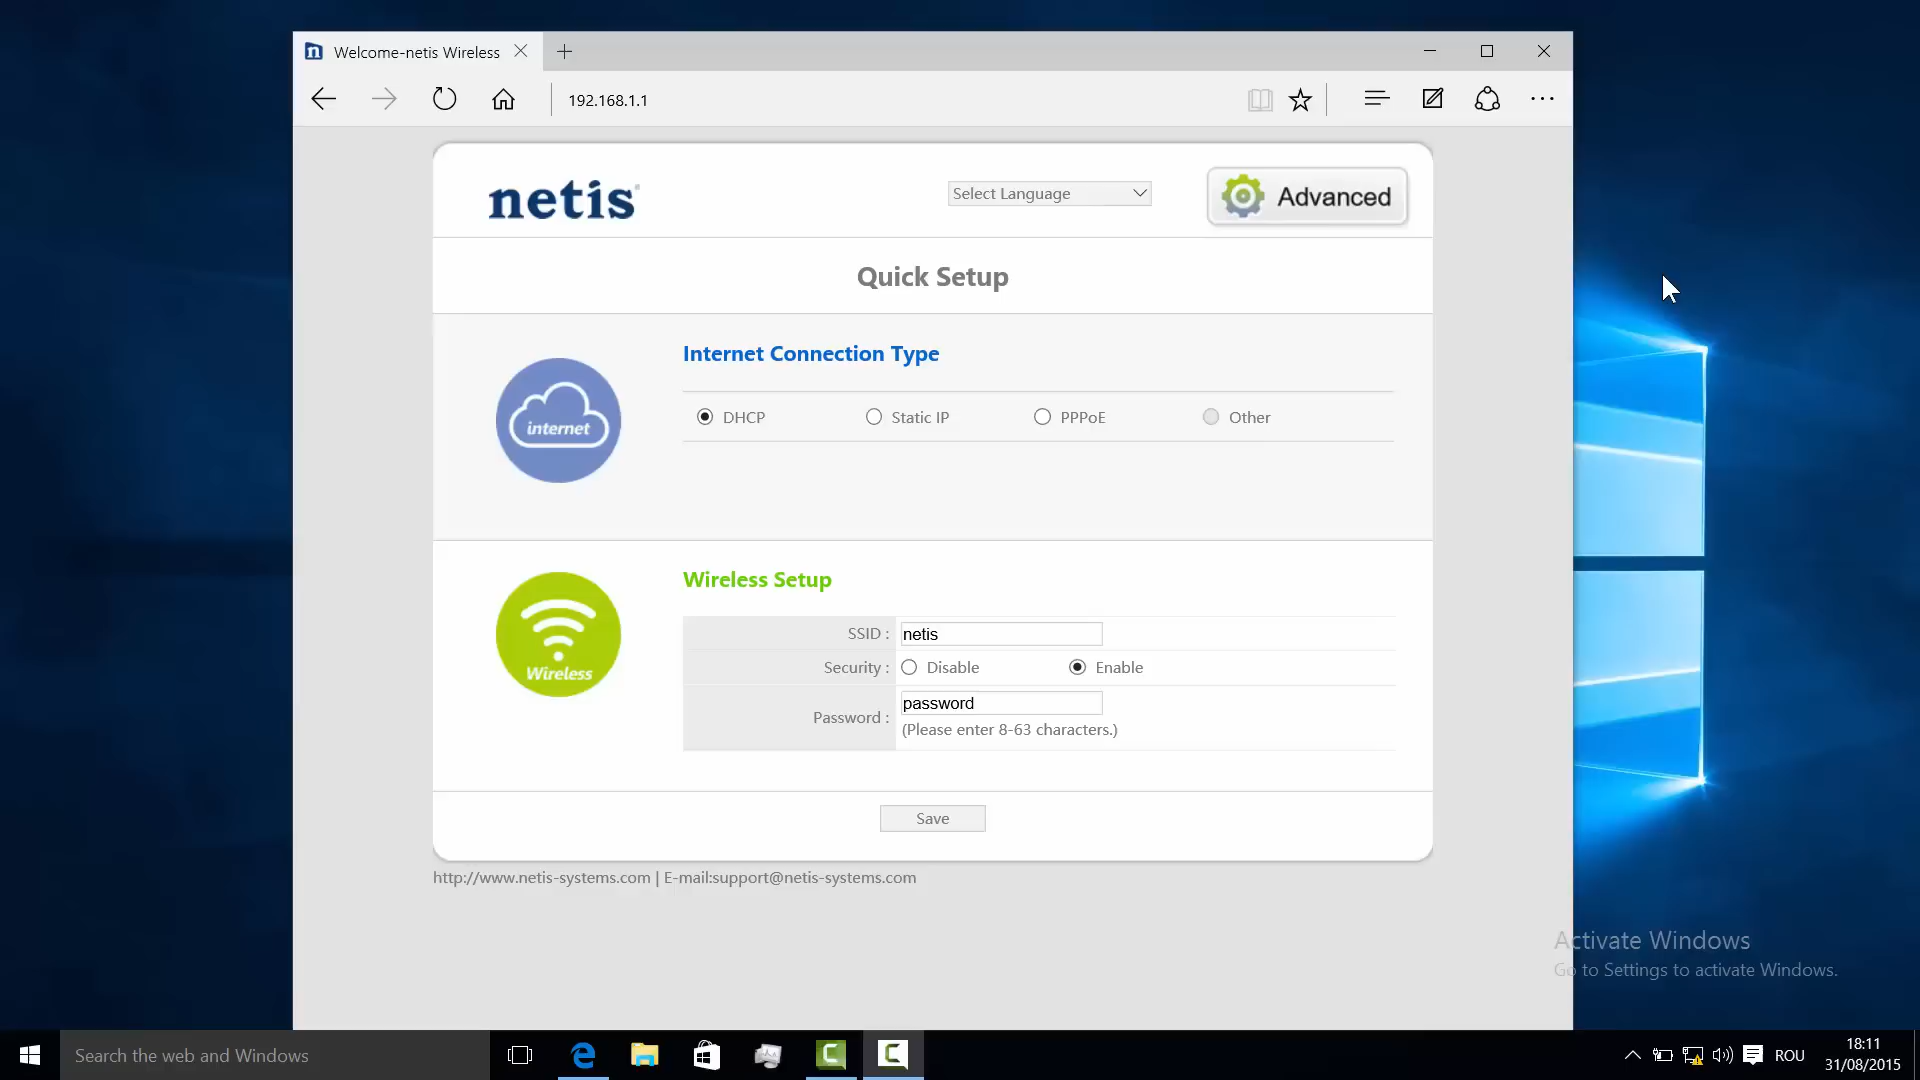 Welcome-netis Wireless
192.168.1.1
netis
Select Language
Advanced
Quick Setup
Internet Connection Type
internet
DHCP
Static IP
PPPoE
Other
Wireless Setup
Wireless
SSID :
netis
Security :
Disable
Enable
Password :
password
(Please enter 8-63 characters.)
Save
http://www.netis-systems.com | E-mail:support@netis-systems.com
Activate Windows
Go to Settings to activate Windows.
Search the web and Windows
ROU
18:11
31/08/2015